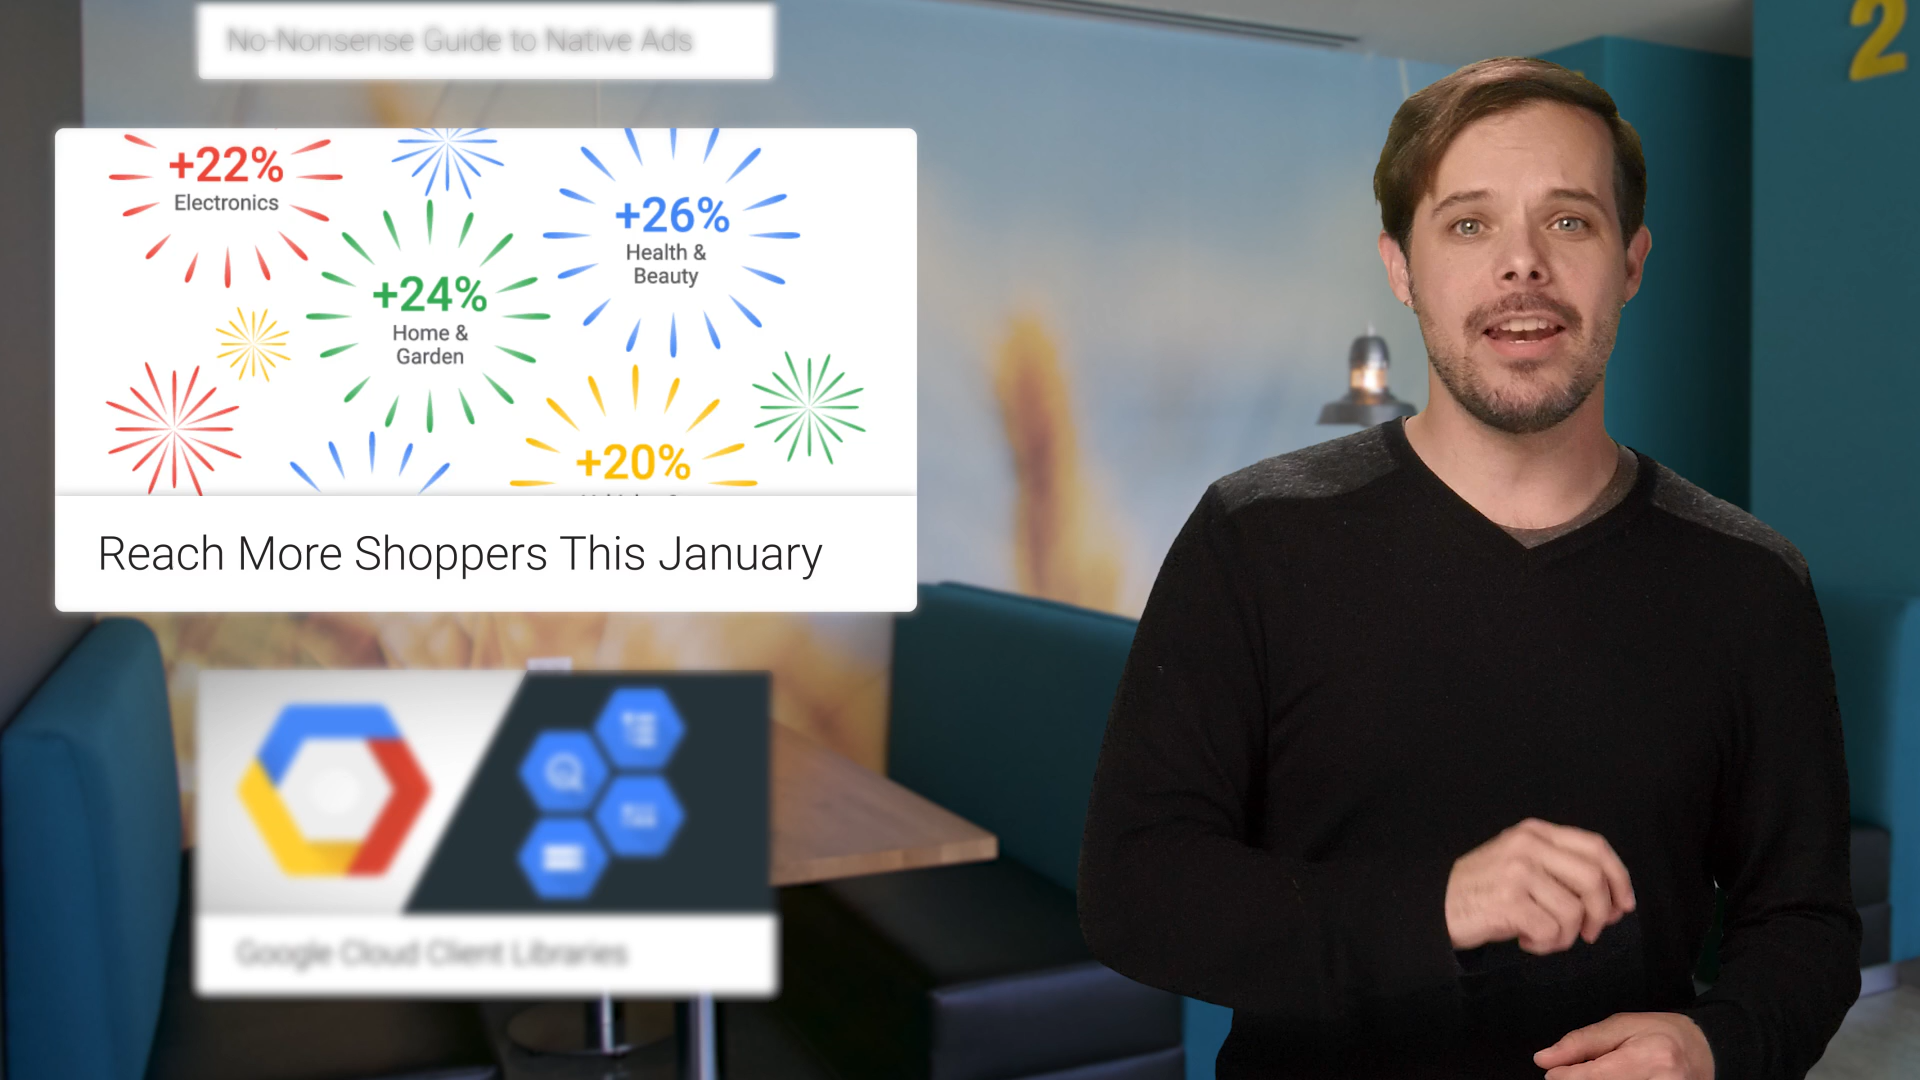 No-Nonsense Guide to Native Ads
+22%
Electronics
+26%
Health &
Beauty
+24%
Home &
Garden
+20%
Reach More Shoppers This January
Google Cloud Client Libraries
2